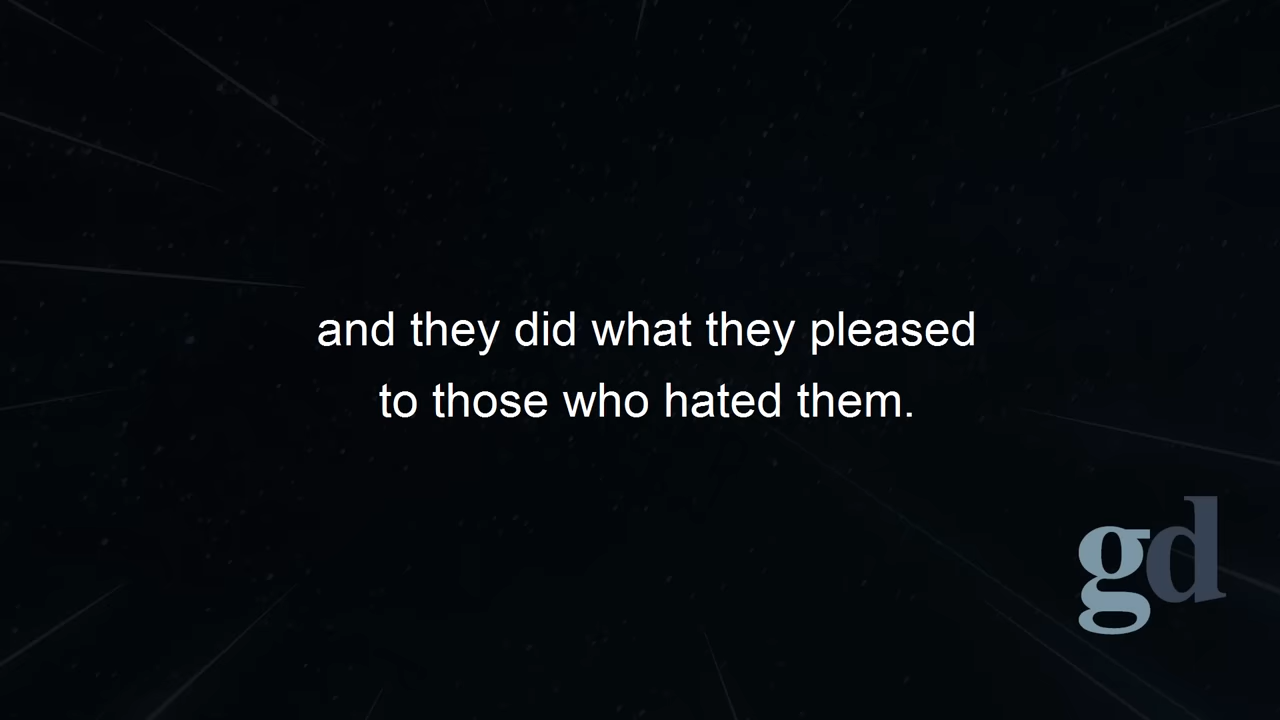 and they did what they pleased
to those who hated them.
gd